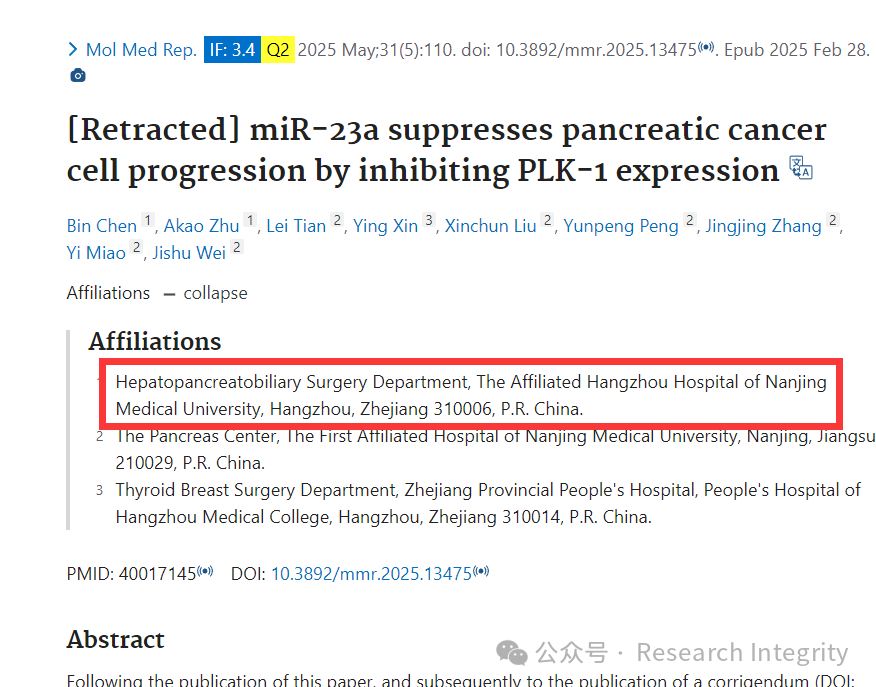 Mol Med Rep. IF: 3.4 Q2 2025 May;31(5):110. doi: 10.3892/mmr.2025.13475. Epub 2025 Feb 28.
[Retracted] miR-23a suppresses pancreatic cancer
cell progression by inhibiting PLK-1 expression
Bin Chen 1, Akao Zhu 1, Lei Tian 2, Ying Xin 3, Xinchun Liu 2, Yunpeng Peng 2, Jingjing Zhang 2,
Yi Miao 2, Jishu Wei 2
Affiliations — collapse
Affiliations
Hepatopancreatobiliary Surgery Department, The Affiliated Hangzhou Hospital of Nanjing
Medical University, Hangzhou, Zhejiang 310006, P.R. China.
2 The Pancreas Center, The First Affiliated Hospital of Nanjing Medical University, Nanjing, Jiangsu
210029, P.R. China.
3 Thyroid Breast Surgery Department, Zhejiang Provincial People's Hospital, People's Hospital of
Hangzhou Medical College, Hangzhou, Zhejiang 310014, P.R. China.
PMID: 40017145 DOI: 10.3892/mmr.2025.13475
Abstract
公众号 · Research Integrity
Following the publication of this paper, and subsequently to the publication of a corrigendum (DOI: